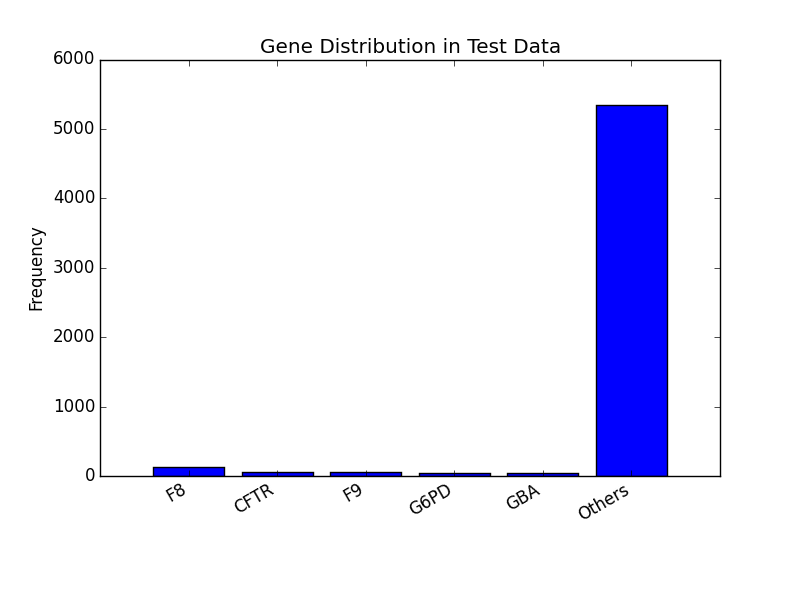 Gene Distribution in Test Data
6000
5000
4000
3000
2000
1000
0
Frequency
F8
CFTR
F9
G6PD
GBA
Others